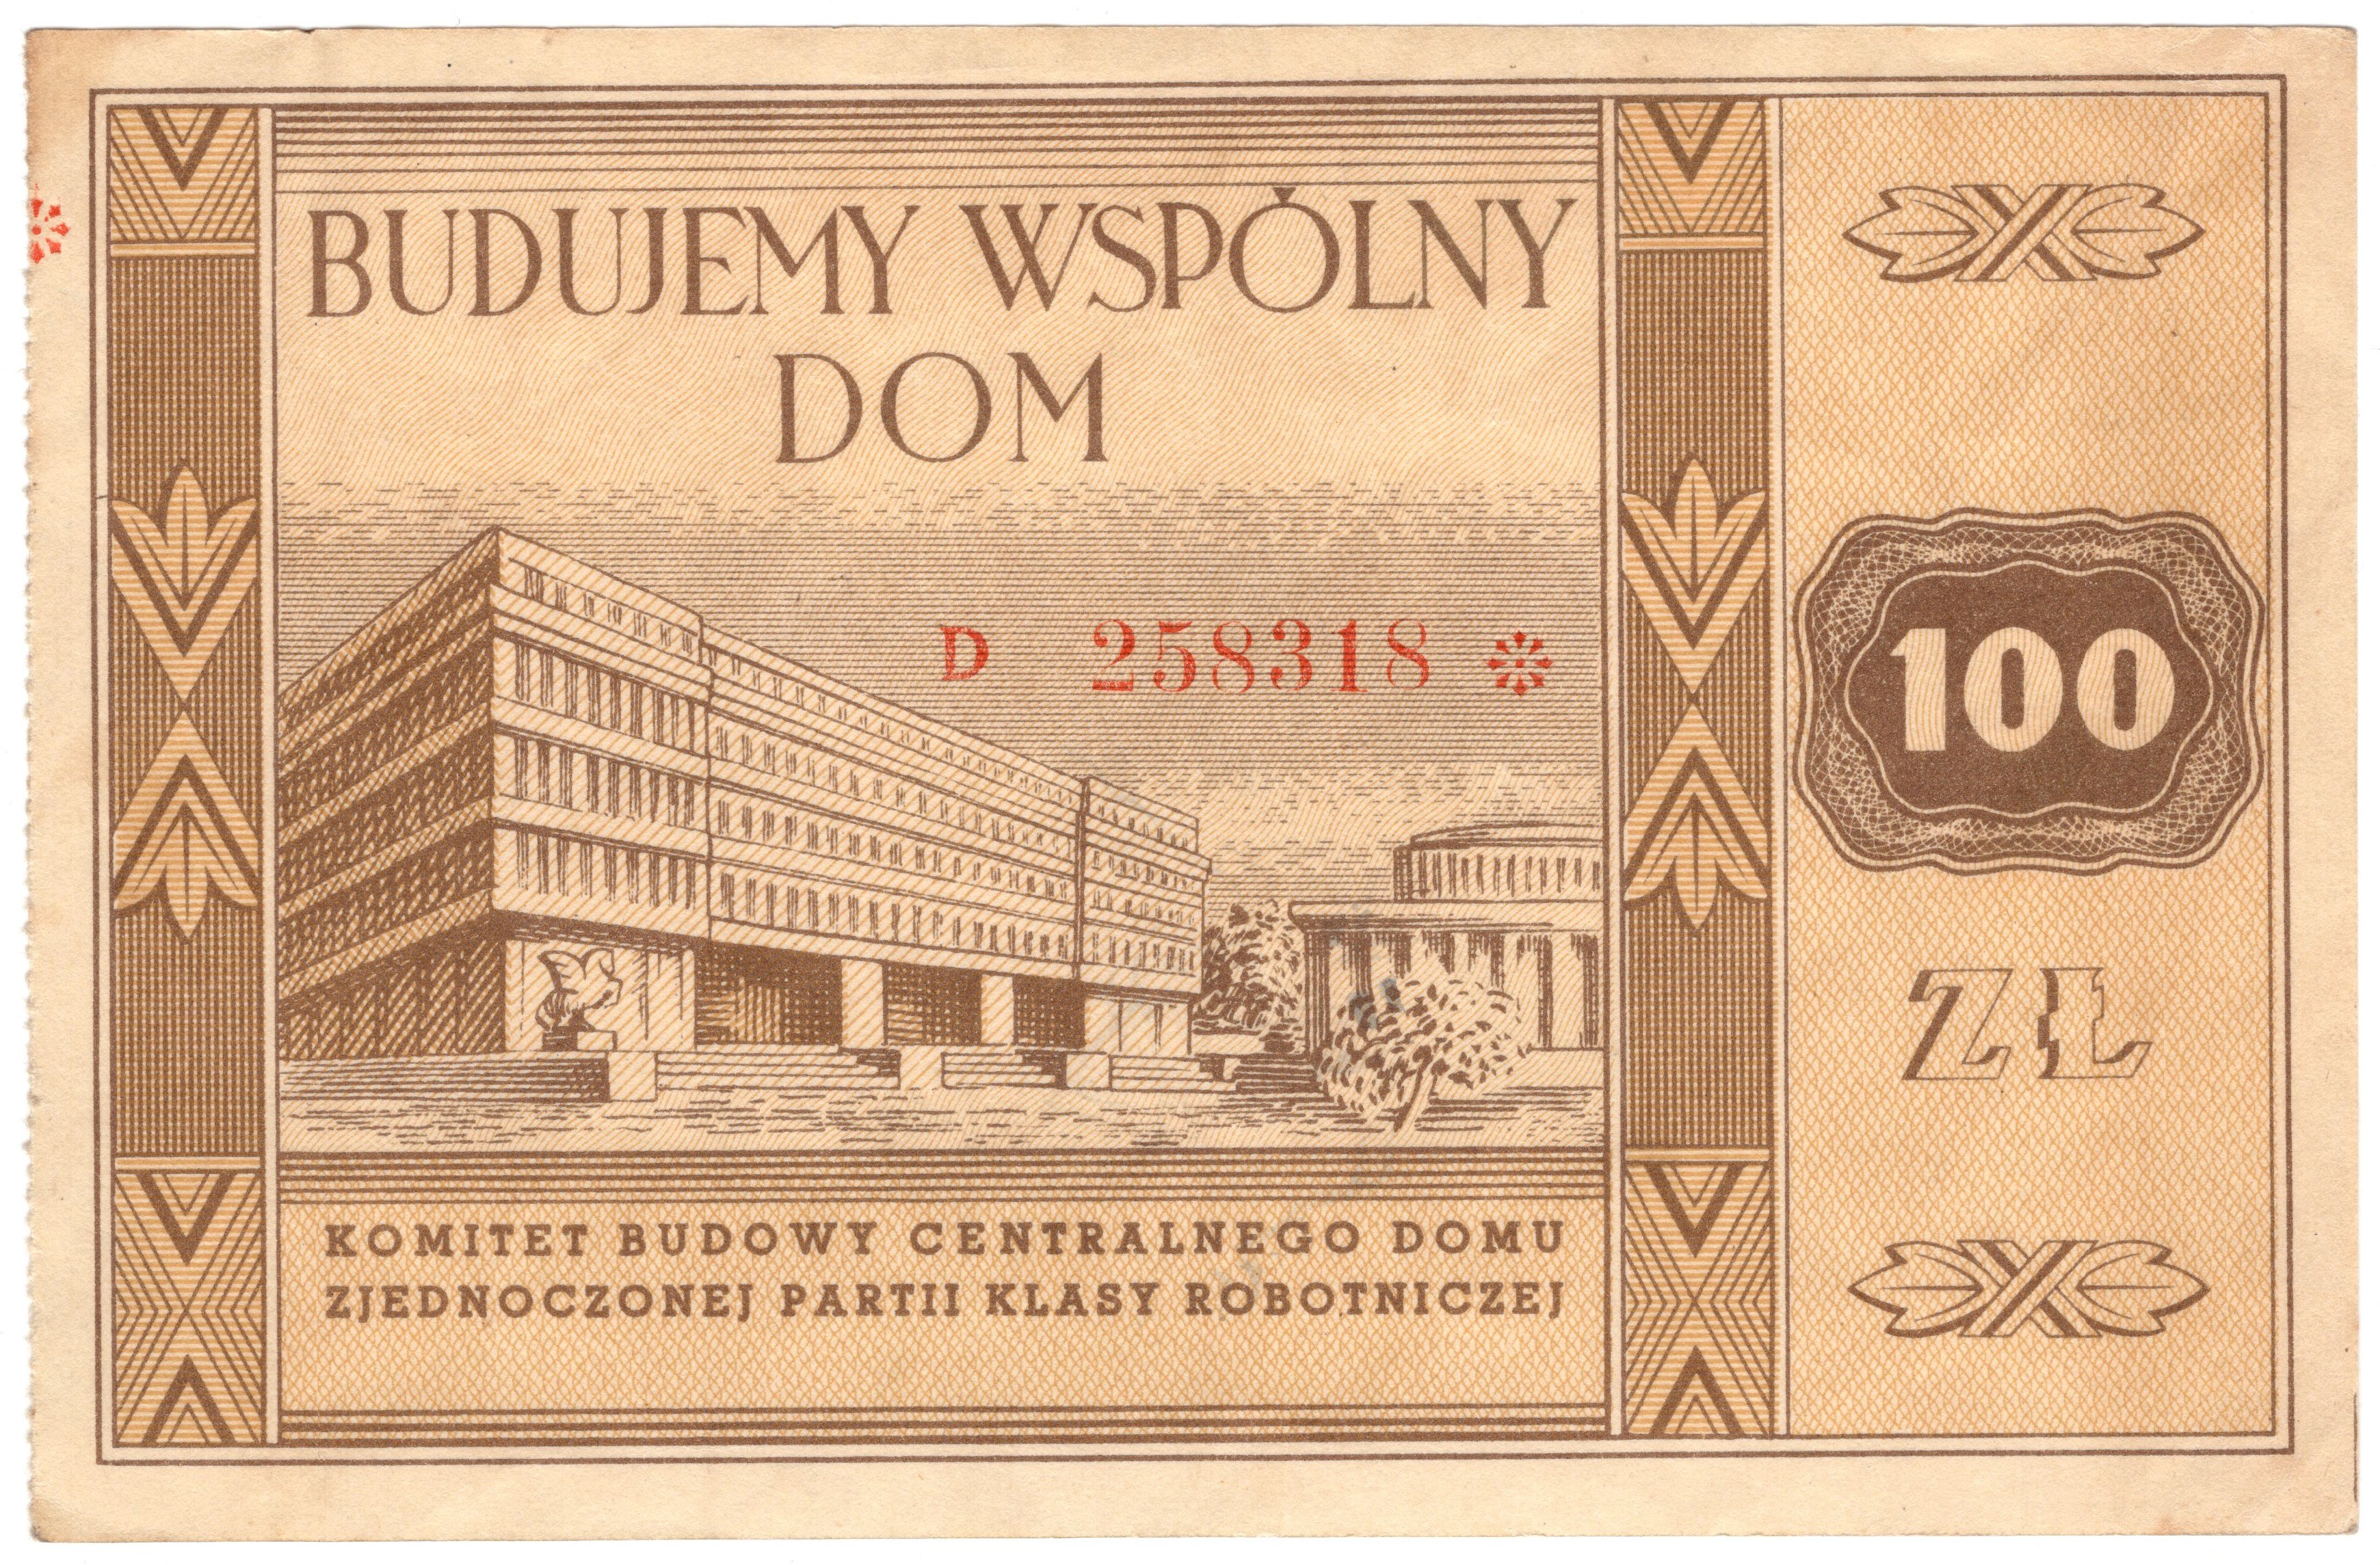 BUDUJEMY WSPÓLNY
DOM
D 258318
100
ZŁ
KOMITET BUDOWY CENTRALNEGO DOMU
ZJEDNOCZONEJ PARTII KLASY ROBOTNICZEJ